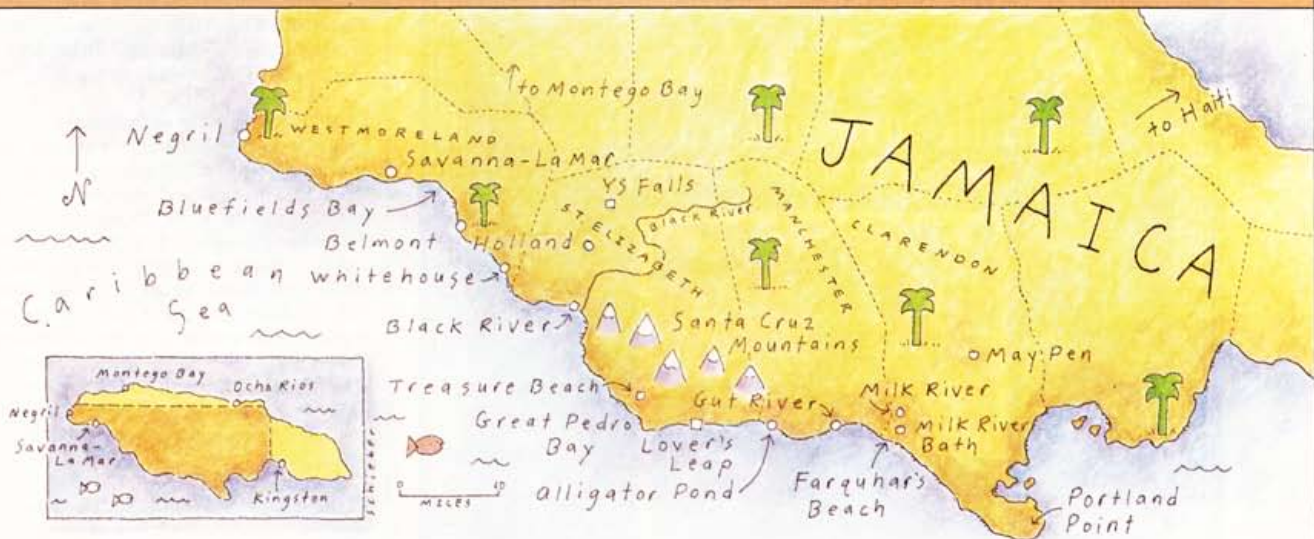 to Montego Bay
to Haiti
JAMAICA
Negril
WESTMORELAND
Savanna-La Mar
N
YS Falls
Bluefields Bay
ST. ELIZABETH
Black River
MANCHESTER
CLARENDON
Belmont
Holland
Caribbean
Sea
Whitehouse
Black River
Santa Cruz
Mountains
May Pen
Treasure Beach
Milk River
Gut River
Great Pedro
Bay
Lover's
Leap
Milk River
Bath
Alligator Pond
Farquhar's
Beach
Portland
Point
Montego Bay
Ocho Rios
Negril
Savanna-
La Mar
Kingston
Schieber
0 10
MILES